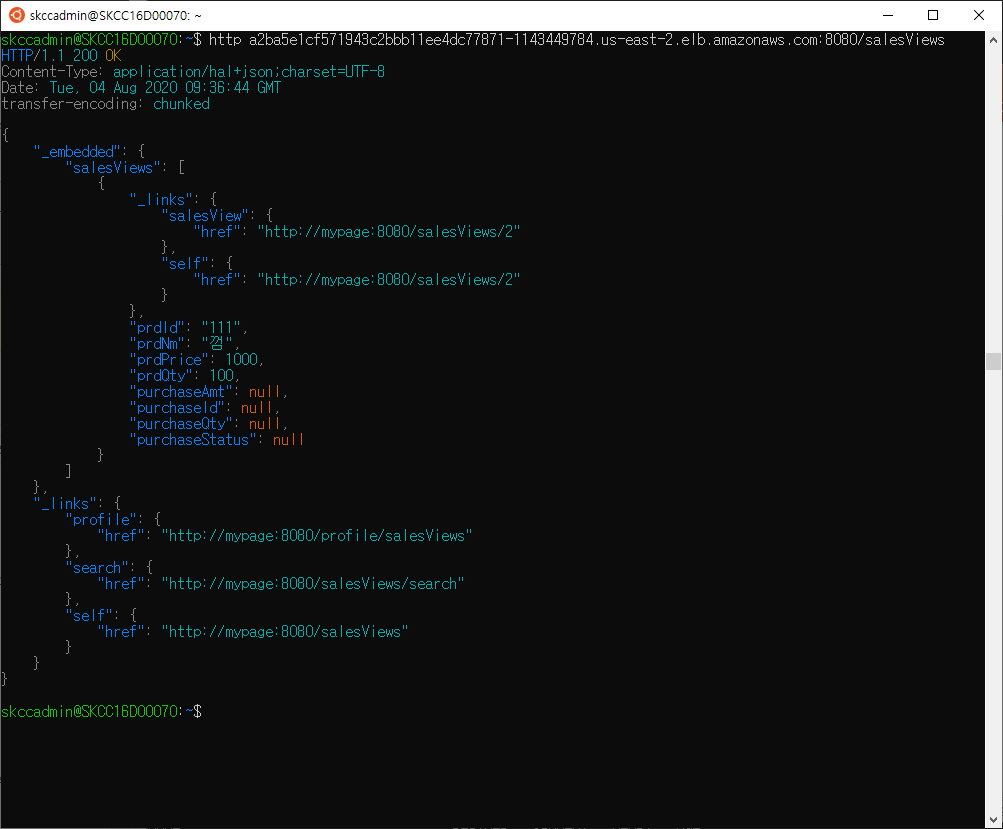 skccadmin@SKCC16D00070: ~
skccadmin@SKCC16D00070:~$ http a2ba5e1cf571943c2bbb11ee4dc77871-1143449784.us-east-2.elb.amazonaws.com:8080/salesViews
HTTP/1.1 200 OK
Content-Type: application/hal+json;charset=UTF-8
Date: Tue, 04 Aug 2020 09:36:44 GMT
transfer-encoding: chunked
{
    "_embedded": {
        "salesViews": [
            {
                "_links": {
                    "salesView": {
                        "href": "http://mypage:8080/salesViews/2"
                    },
                    "self": {
                        "href": "http://mypage:8080/salesViews/2"
                    }
                },
                "prdId": "111",
                "prdNm": "껌",
                "prdPrice": 1000,
                "prdQty": 100,
                "purchaseAmt": null,
                "purchaseId": null,
                "purchaseQty": null,
                "purchaseStatus": null
            }
        ]
    },
    "_links": {
        "profile": {
            "href": "http://mypage:8080/profile/salesViews"
        },
        "search": {
            "href": "http://mypage:8080/salesViews/search"
        },
        "self": {
            "href": "http://mypage:8080/salesViews"
        }
    }
}
skccadmin@SKCC16D00070:~$